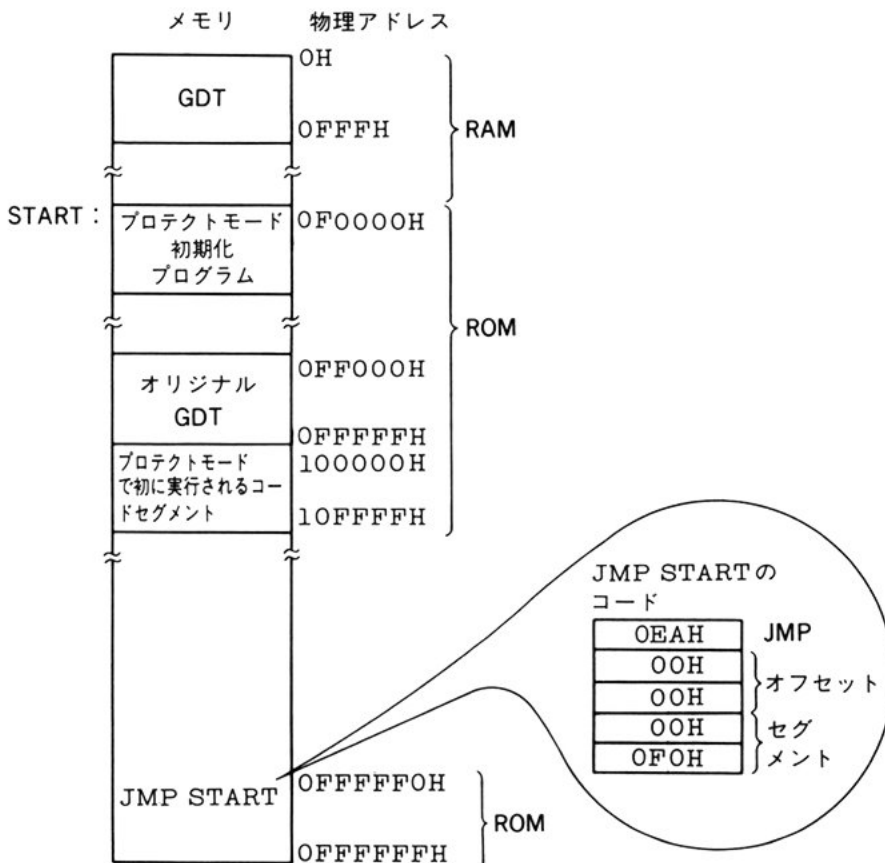 メモリ
物理アドレス
GDT
0H
0FFFH
RAM
START:
プロテクトモード
初期化
プログラム
0F0000H
ROM
オリジナル
GDT
0FF000H
0FFFFFH
プロテクトモード
で初に実行されるコー
ドセグメント
100000H
10FFFFH
JMP STARTの
コード
0EAH
JMP
00H
00H
オフセット
00H
0F0H
セグ
メント
JMP START
0FFFFF0H
0FFFFFFH
ROM